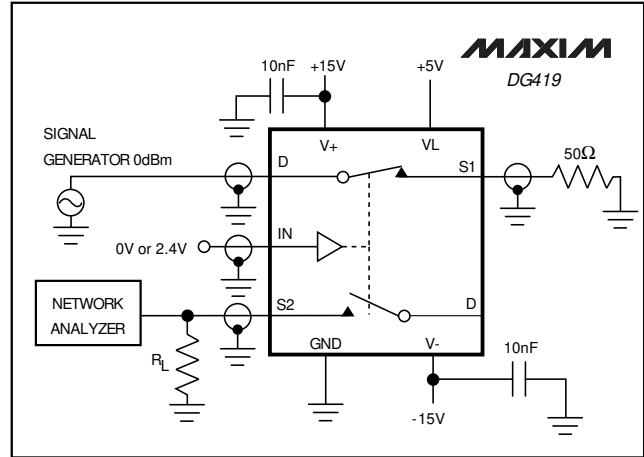 MAXIM
DG419
10nF
+15V
+5V
SIGNAL
GENERATOR 0dBm
V+
VL
D
S1
50Ω
IN
0V or 2.4V
NETWORK
ANALYZER
S2
D
GND
V-
10nF
RL
-15V